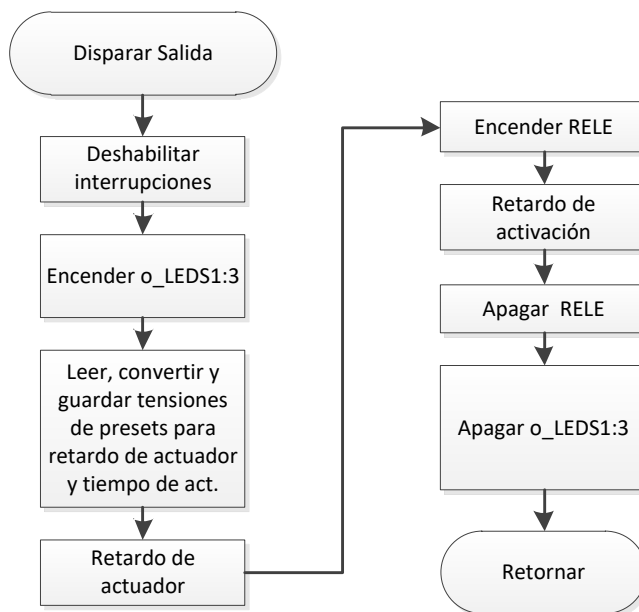 Disparar Salida
Deshabilitar
interrupciones
Encender o_LEDS1:3
Leer, convertir y
guardar tensiones
de presets para
retardo de actuador
y tiempo de act.
Retardo de
actuador
Encender RELE
Retardo de
activación
Apagar RELE
Apagar o_LEDS1:3
Retornar